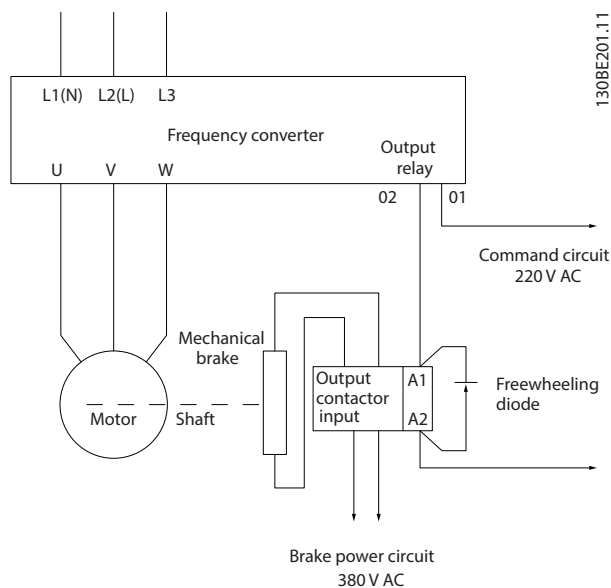 130BE201.11
L1(N) L2(L) L3
Frequency converter
Output
relay
U V W
02 01
Command circuit
220 V AC
Mechanical
brake
Output
contactor
input
A1
A2
Freewheeling
diode
Motor Shaft
Brake power circuit
380 V AC